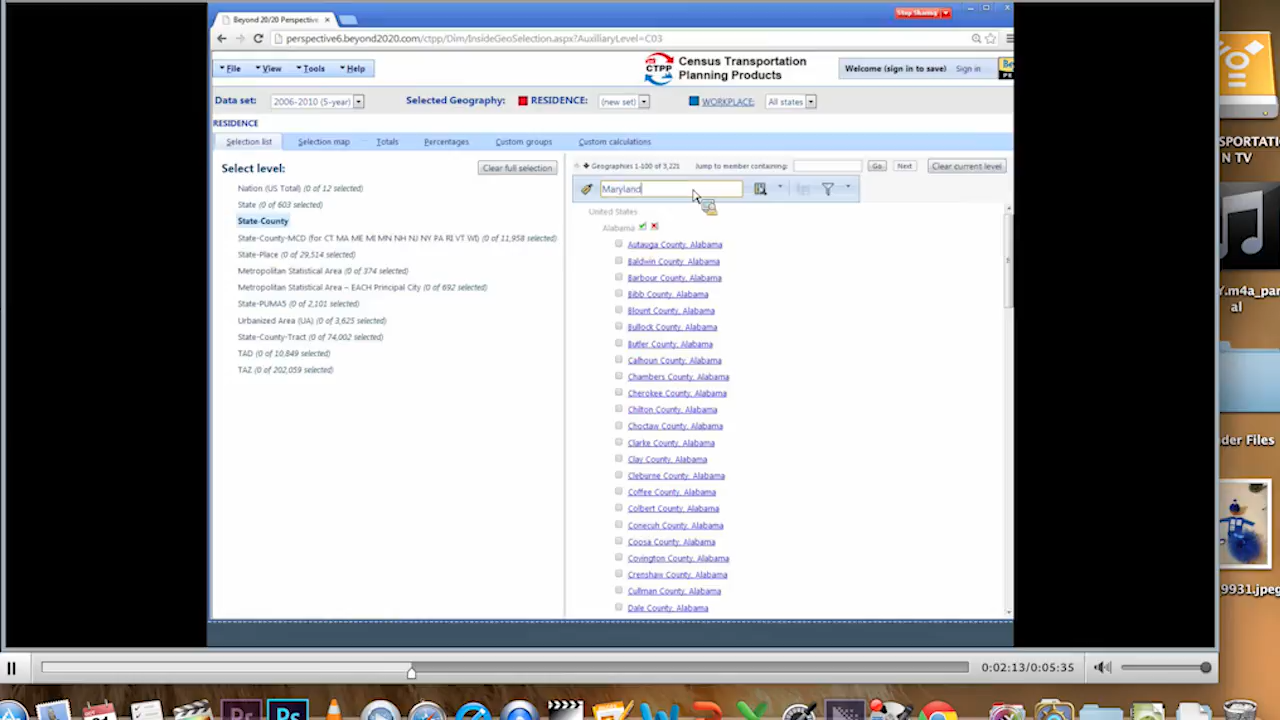 Beyond 20/20 Perspective
Stop Sharing
perspective6.beyond2020.com/ctpp/Dim/InsideGeoSelection.aspx?AuxiliaryLevel=C03
File View Tools Help
CTPP
Census Transportation
Planning Products
Welcome (sign in to save) Sign in
Data set: 2006-2010 (5-year) Selected Geography: RESIDENCE: (new set) WORKPLACE: All states
RESIDENCE
Selection list Selection map Totals Percentages Custom groups Custom calculations
Select level: Clear full selection
Nation (US Total) (0 of 12 selected)
State (0 of 603 selected)
State-County
State-County-MCD (for CT MA ME MI MN NH NJ NY PA RI VT WI) (0 of 11,958 selected)
State-Place (0 of 29,514 selected)
Metropolitan Statistical Area (0 of 374 selected)
Metropolitan Statistical Area – EACH Principal City (0 of 692 selected)
State-PUMA5 (0 of 2,101 selected)
Urbanized Area (UA) (0 of 3,625 selected)
State-County-Tract (0 of 74,002 selected)
TAD (0 of 10,849 selected)
TAZ (0 of 202,059 selected)
Geographies 1-100 of 3,221 Jump to member containing: Go Next Clear current level
Maryland
United States
Alabama
Autauga County, Alabama
Baldwin County, Alabama
Barbour County, Alabama
Bibb County, Alabama
Blount County, Alabama
Bullock County, Alabama
Butler County, Alabama
Calhoun County, Alabama
Chambers County, Alabama
Cherokee County, Alabama
Chilton County, Alabama
Choctaw County, Alabama
Clarke County, Alabama
Clay County, Alabama
Cleburne County, Alabama
Coffee County, Alabama
Colbert County, Alabama
Conecuh County, Alabama
Coosa County, Alabama
Covington County, Alabama
Crenshaw County, Alabama
Cullman County, Alabama
Dale County, Alabama
0:02:13/0:05:35
PORTATION
N TV
Y.m4a_par
al
der Files
9931.jpeg
Pr
Ps